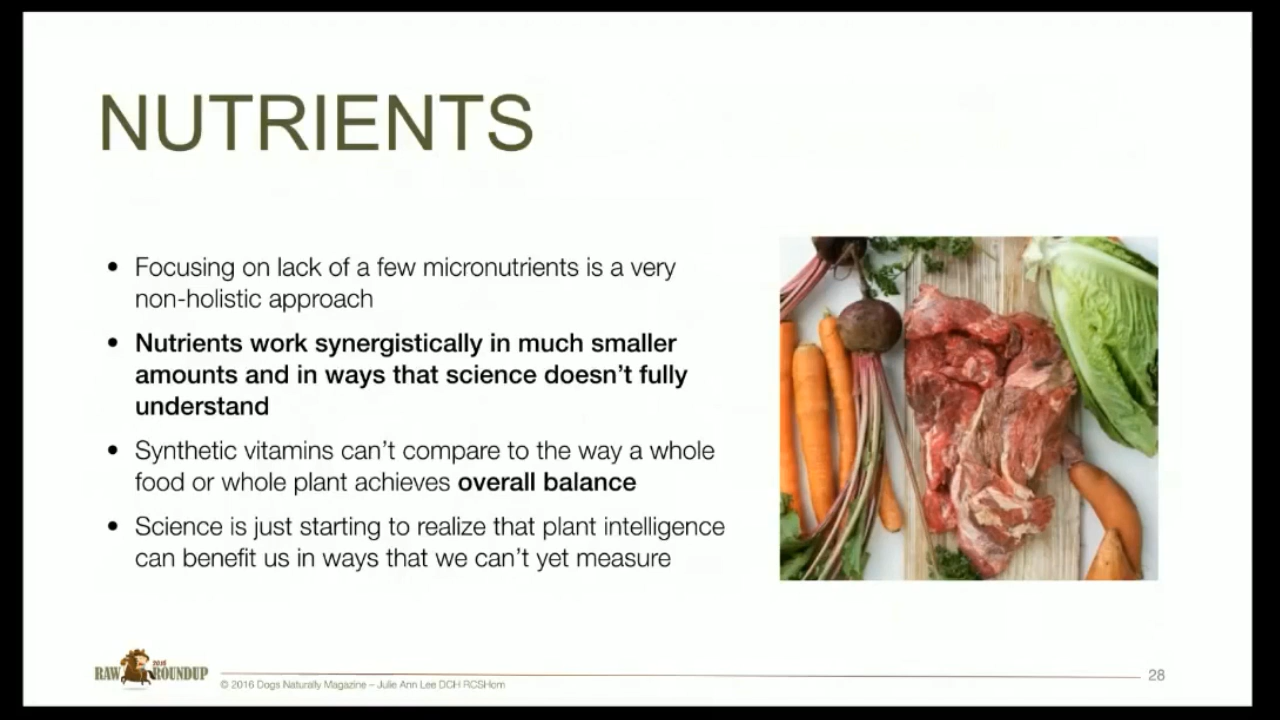 NUTRIENTS
• Focusing on lack of a few micronutrients is a very
non-holistic approach
• Nutrients work synergistically in much smaller
amounts and in ways that science doesn't fully
understand
• Synthetic vitamins can't compare to the way a whole
food or whole plant achieves overall balance
• Science is just starting to realize that plant intelligence
can benefit us in ways that we can't yet measure
RAW 2016 ROUNDUP
© 2016 Dogs Naturally Magazine – Julie Ann Lee DCH RCSHom
28